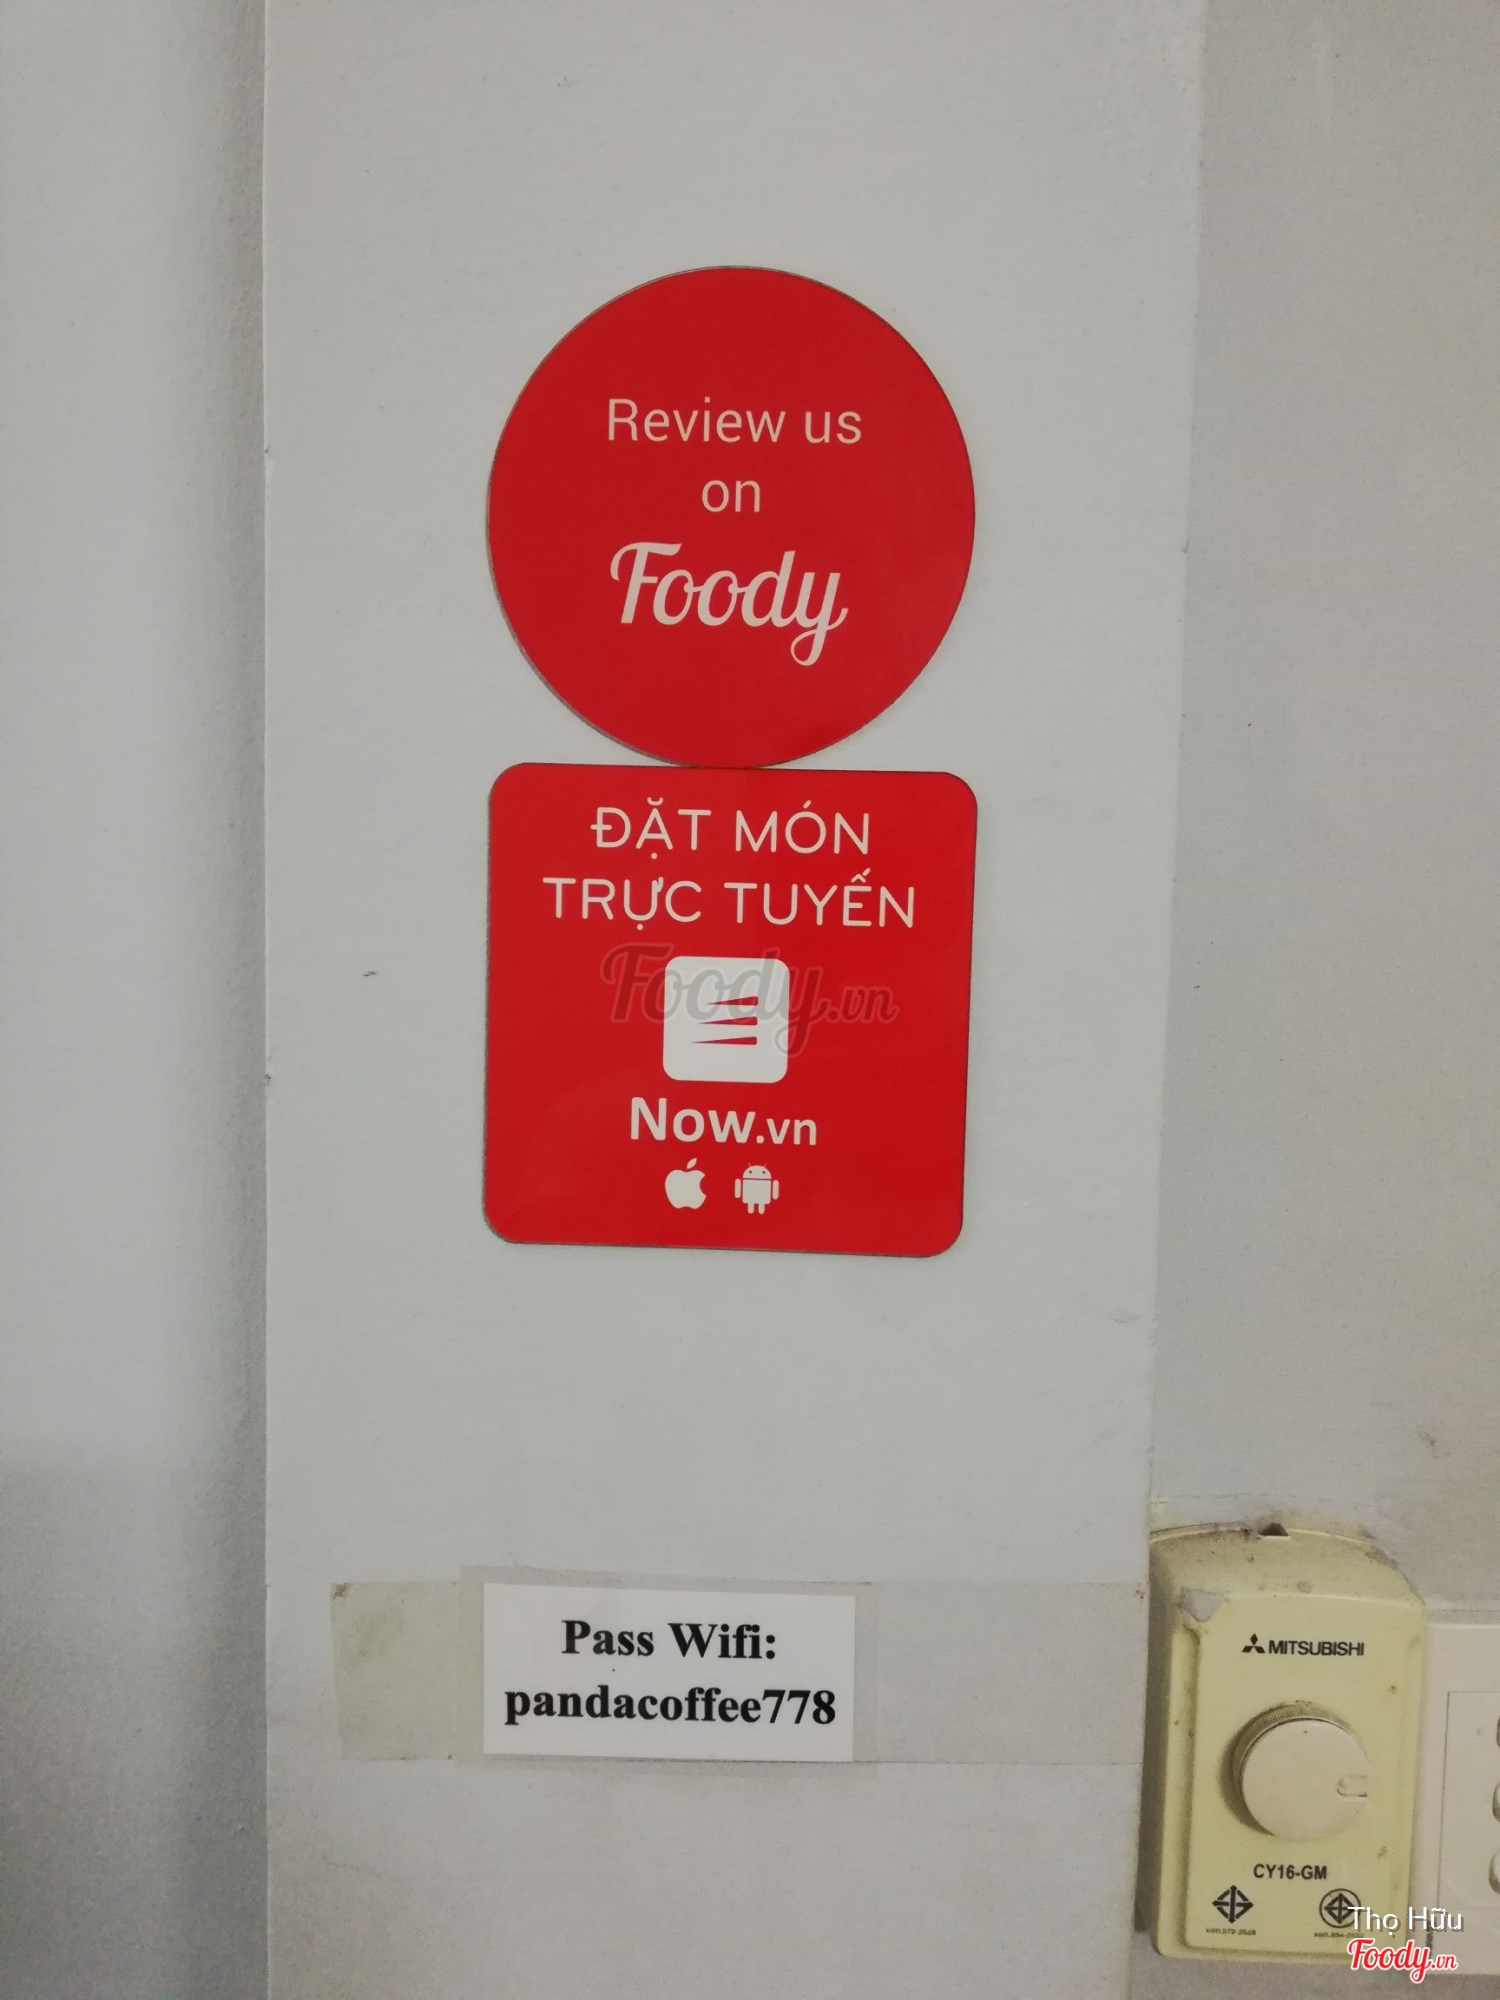 Review us
on
Foody
ĐẶT MÓN
TRỰC TUYẾN
Foody.vn
Now.vn
Pass Wifi:
pandacoffee778
MITSUBISHI
CY16-GM
Thọ Hữu
Foody.vn